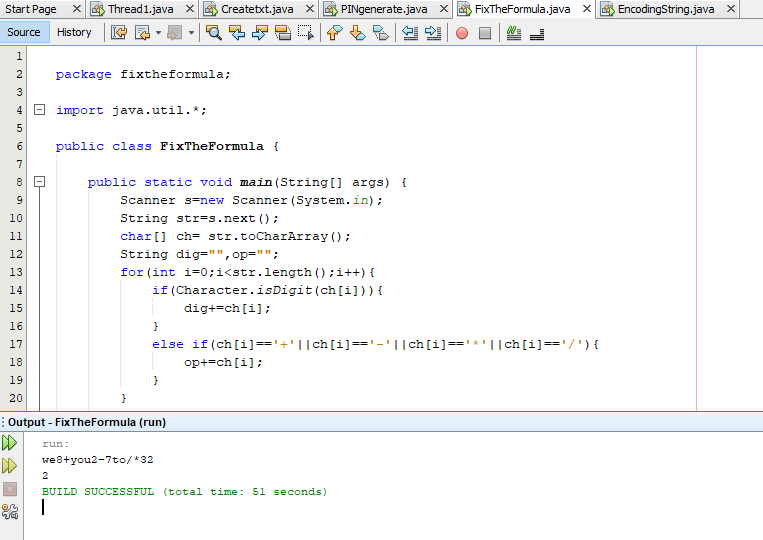 Start Page Thread1.java Createtxt.java PINgenerate.java FixTheFormula.java EncodingString.java
Source History
1
2 package fixtheformula;
3
4 import java.util.*;
5
6 public class FixTheFormula {
7
8 public static void main(String[] args) {
9 Scanner s=new Scanner(System.in);
10 String str=s.next();
11 char[] ch= str.toCharArray();
12 String dig="",op="";
13 for(int i=0;i<str.length();i++){
14 if(Character.isDigit(ch[i])){
15 dig+=ch[i];
16 }
17 else if(ch[i]=='+'||ch[i]=='-'||ch[i]=='*'||ch[i]=='/'){
18 op+=ch[i];
19 }
20 }
Output - FixTheFormula (run)
run:
we8+you2-7to/*32
2
BUILD SUCCESSFUL (total time: 51 seconds)